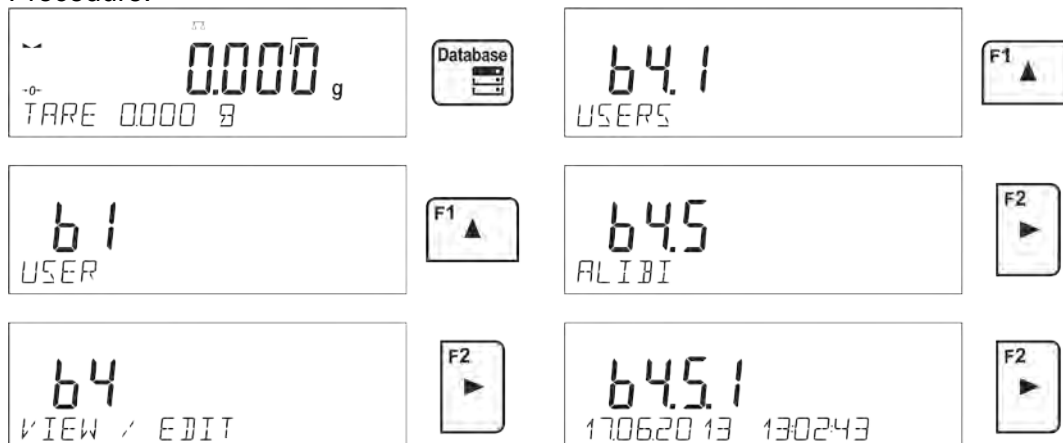 Procedure:
0.000 g
-0-
TARE 0.000 g
Database
b1
USER
F1
b4
VIEW / EDIT
F2
b4.1
USERS
F1
b4.5
ALIBI
F2
b4.5.1
17.06.2013 13:02:43
F2